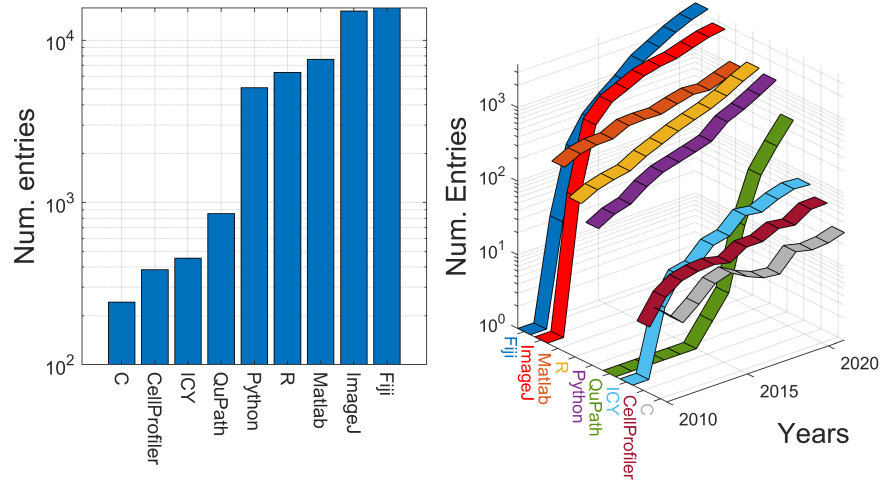 Num. entries
10^4
10^3
10^2
C
CellProfiler
ICY
QuPath
Python
R
Matlab
ImageJ
Fiji
Num. Entries
10^3
10^2
10^1
10^0
Fiji
ImageJ
Matlab
R
Python
QuPath
ICY
CellProfiler
C
2010
2015
2020
Years